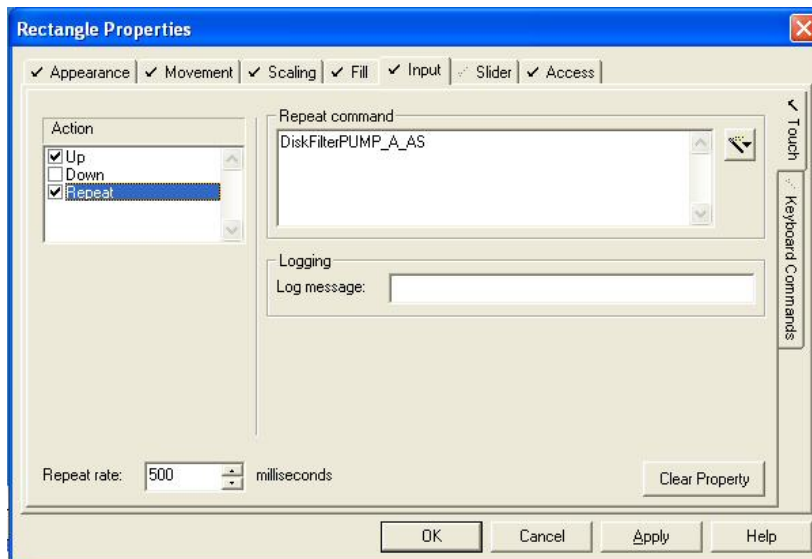 Rectangle Properties
Appearance Movement Scaling Fill Input Slider Access
Action
Up
Down
Repeat
Repeat command
DiskFilterPUMP_A_AS
Logging
Log message:
Touch
Keyboard Commands
Repeat rate: 500 milliseconds
Clear Property
OK Cancel Apply Help